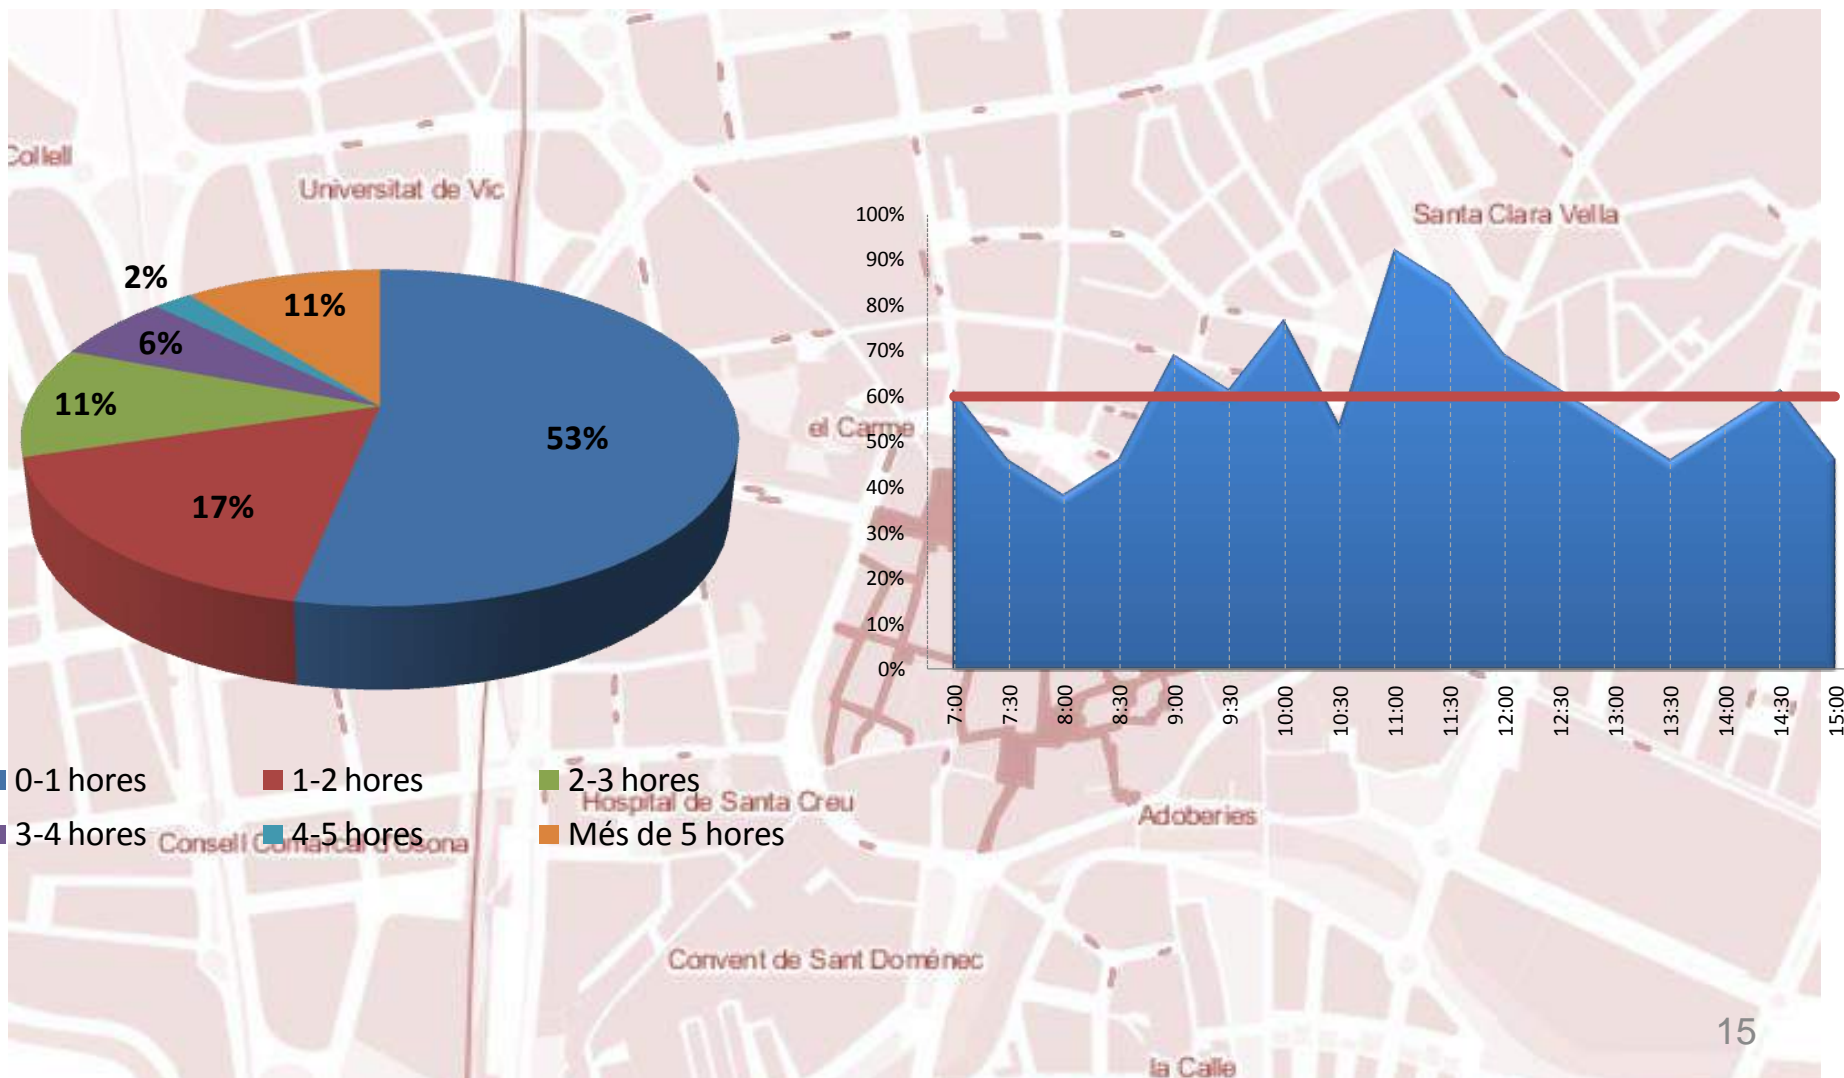 Collell
Universitat de Vic
Santa Clara Vella
el Carme
2%
11%
6%
11%
53%
17%
100%
90%
80%
70%
60%
50%
40%
30%
20%
10%
0%
7:00
7:30
8:00
8:30
9:00
9:30
10:00
10:30
11:00
11:30
12:00
12:30
13:00
13:30
14:00
14:30
15:00
0-1 hores
1-2 hores
2-3 hores
3-4 hores
4-5 hores
Més de 5 hores
Hospital de Santa Creu
Consell Comarcal d'Osona
Adoberies
Convent de Sant Domènec
la Calle
15